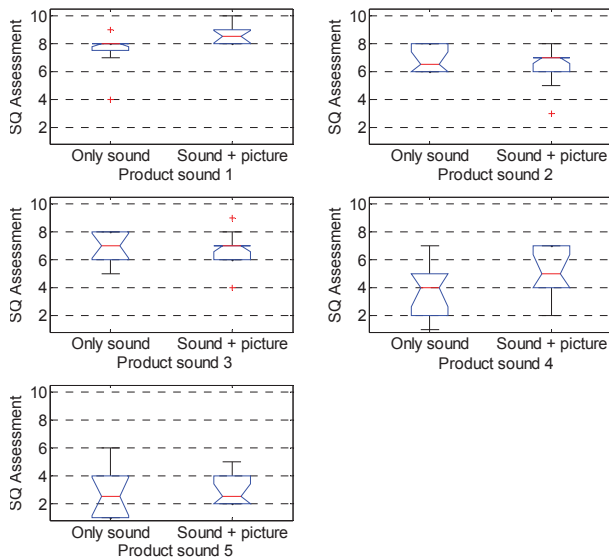 10
8
6
4
2
SQ Assessment
Only sound
Sound + picture
Product sound 1
10
8
6
4
2
SQ Assessment
Only sound
Sound + picture
Product sound 2
10
8
6
4
2
SQ Assessment
Only sound
Sound + picture
Product sound 3
10
8
6
4
2
SQ Assessment
Only sound
Sound + picture
Product sound 4
10
8
6
4
2
SQ Assessment
Only sound
Sound + picture
Product sound 5